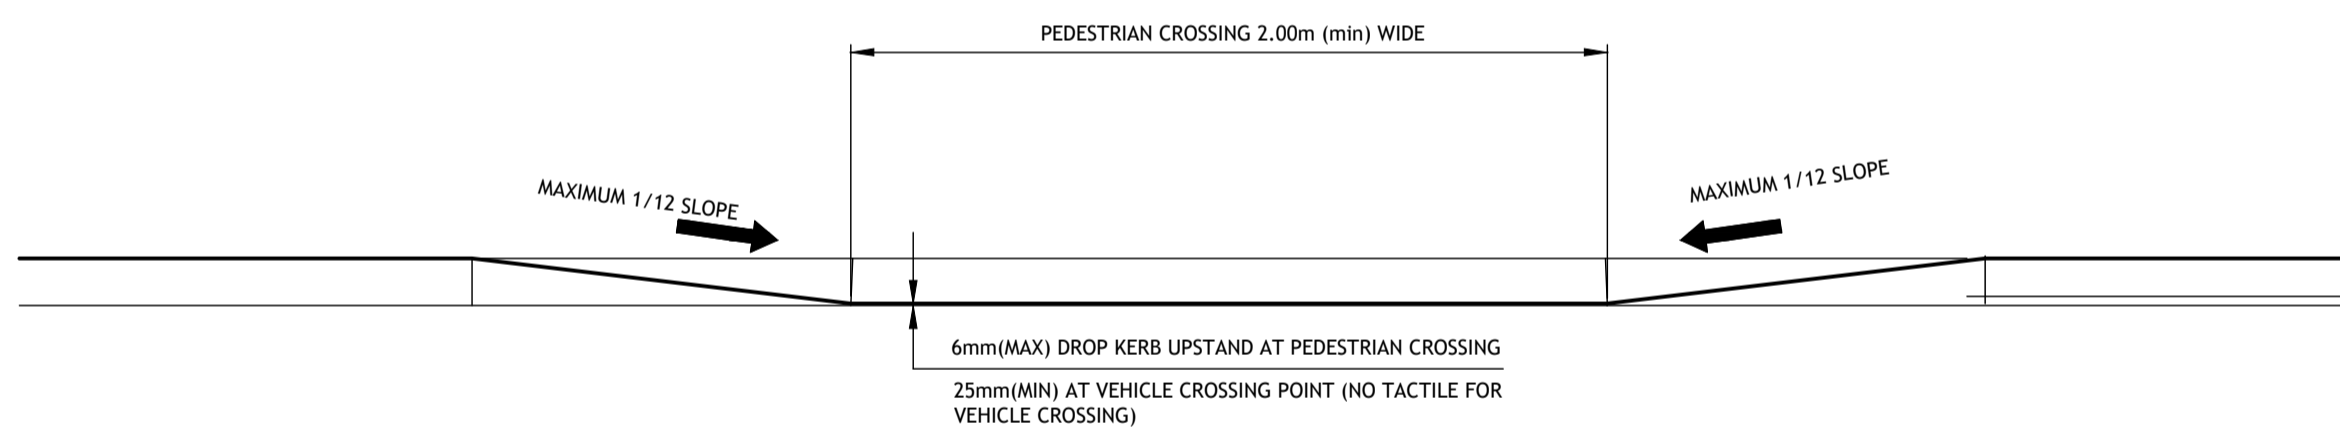 PEDESTRIAN CROSSING 2.00m (min) WIDE
MAXIMUM 1/12 SLOPE
MAXIMUM 1/12 SLOPE
6mm(MAX) DROP KERB UPSTAND AT PEDESTRIAN CROSSING
25mm(MIN) AT VEHICLE CROSSING POINT (NO TACTILE FOR
VEHICLE CROSSING)